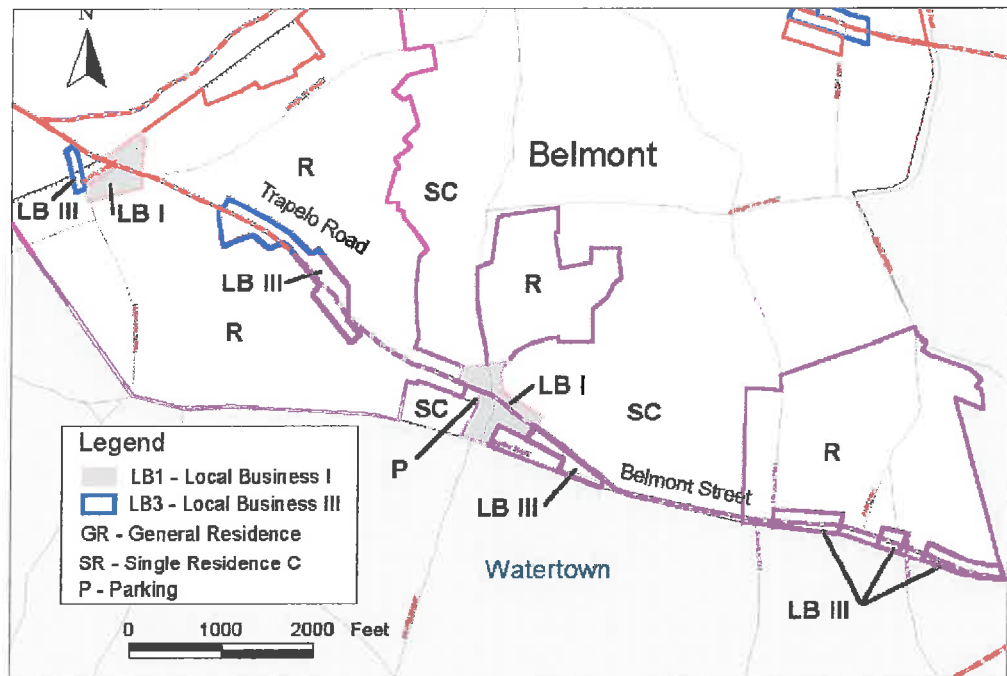 N
Belmont
R
SC
LB III
LB I
Trapelo Road
LB III
R
R
LB I
SC
SC
P
R
Belmont Street
LB III
Watertown
LB III
Legend
LB1 - Local Business I
LB3 - Local Business III
GR - General Residence
SR - Single Residence C
P - Parking
0 1000 2000 Feet